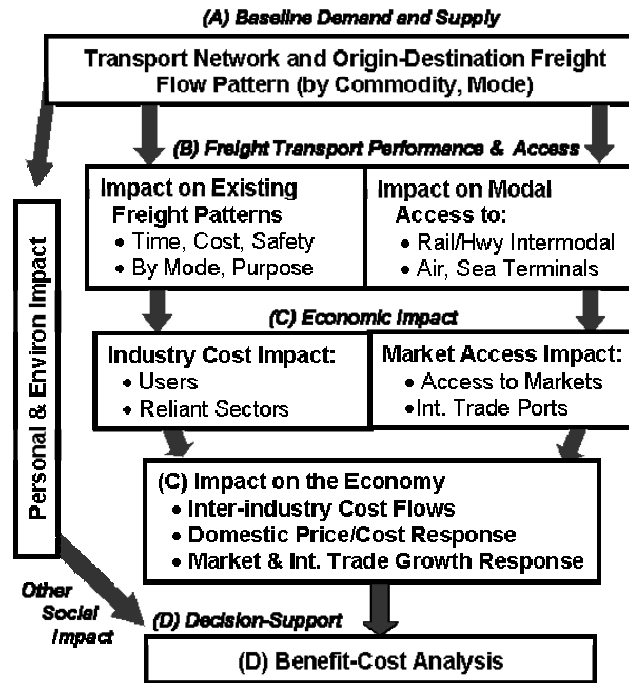 (A) Baseline Demand and Supply
Transport Network and Origin-Destination Freight
Flow Pattern (by Commodity, Mode)
(B) Freight Transport Performance & Access
Impact on Existing
Freight Patterns
• Time, Cost, Safety
• By Mode, Purpose
Impact on Modal
Access to:
• Rail/Hwy Intermodal
• Air, Sea Terminals
Personal & Environ Impact
(C) Economic Impact
Industry Cost Impact:
• Users
• Reliant Sectors
Market Access Impact:
• Access to Markets
• Int. Trade Ports
(C) Impact on the Economy
• Inter-industry Cost Flows
• Domestic Price/Cost Response
• Market & Int. Trade Growth Response
Other
Social
Impact
(D) Decision-Support
(D) Benefit-Cost Analysis